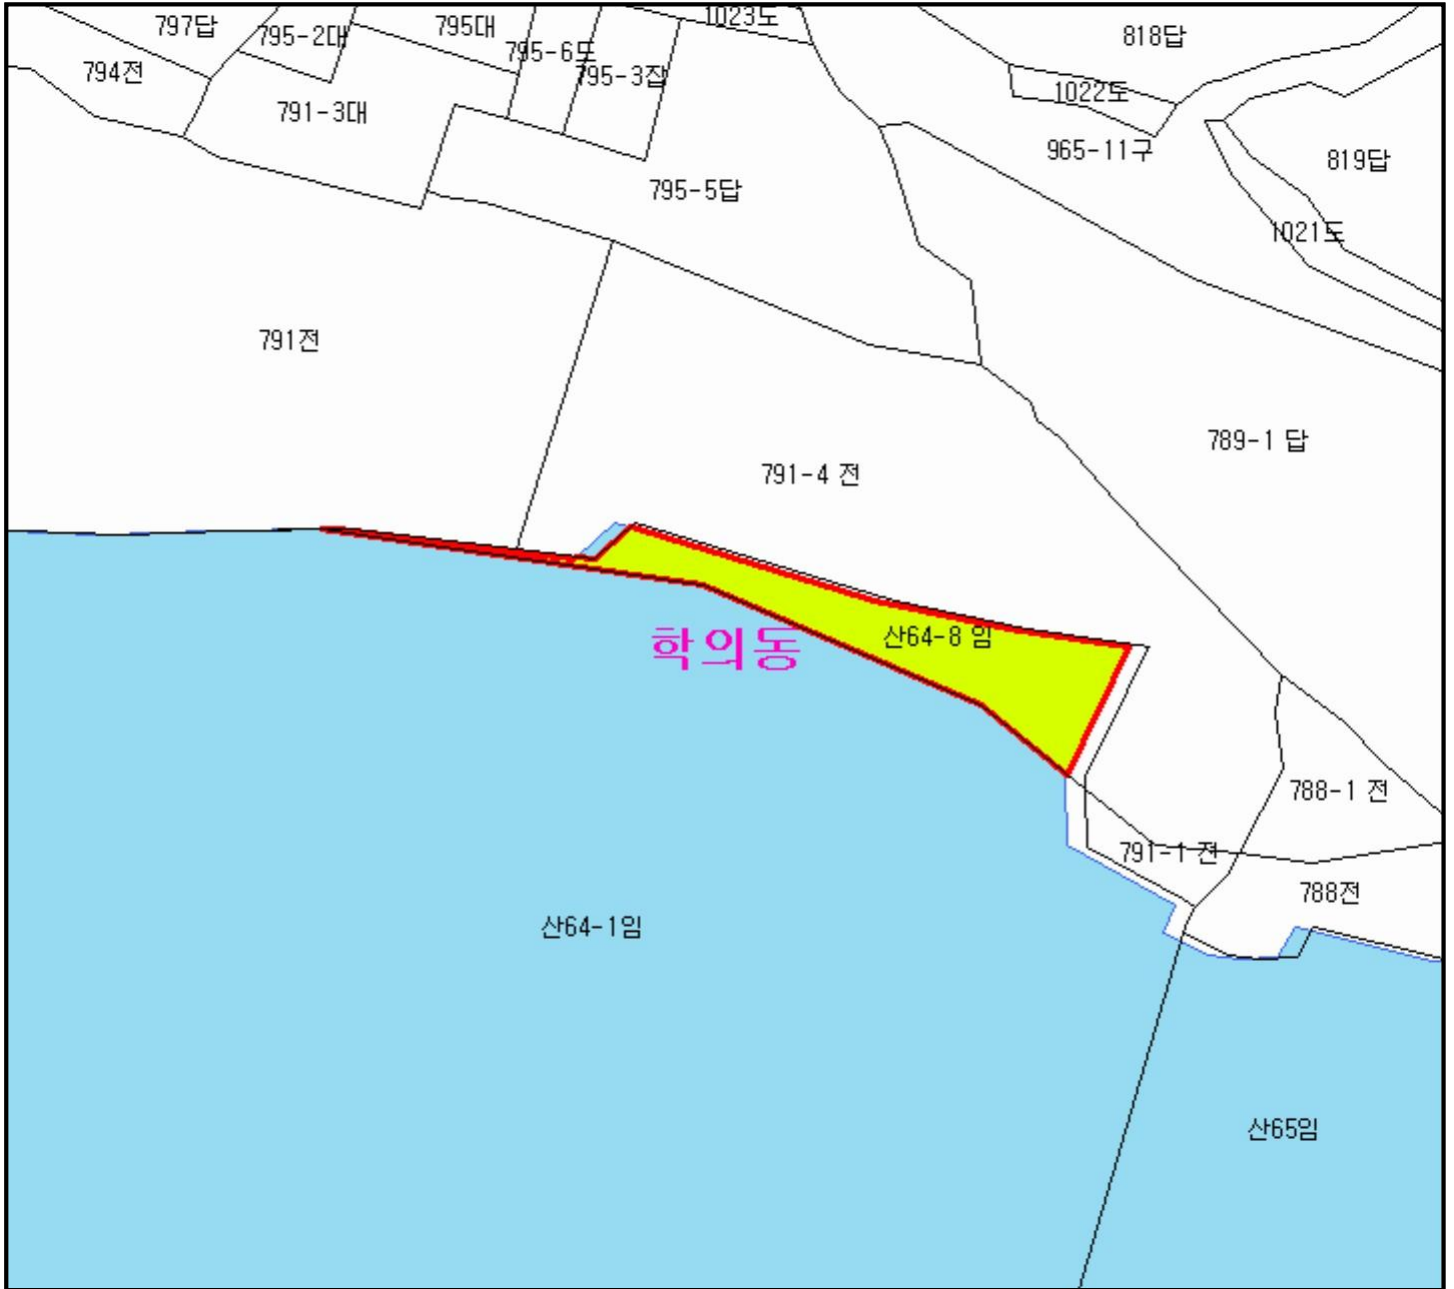 797답
795-2대
795대
1023도
818답
794전
795-6도
795-3잡
791-3대
1022도
965-11구
819답
795-5답
1021도
791전
789-1 답
791-4 전
산64-8 임
학의동
788-1 전
791-1 전
788전
산64-1임
산65임